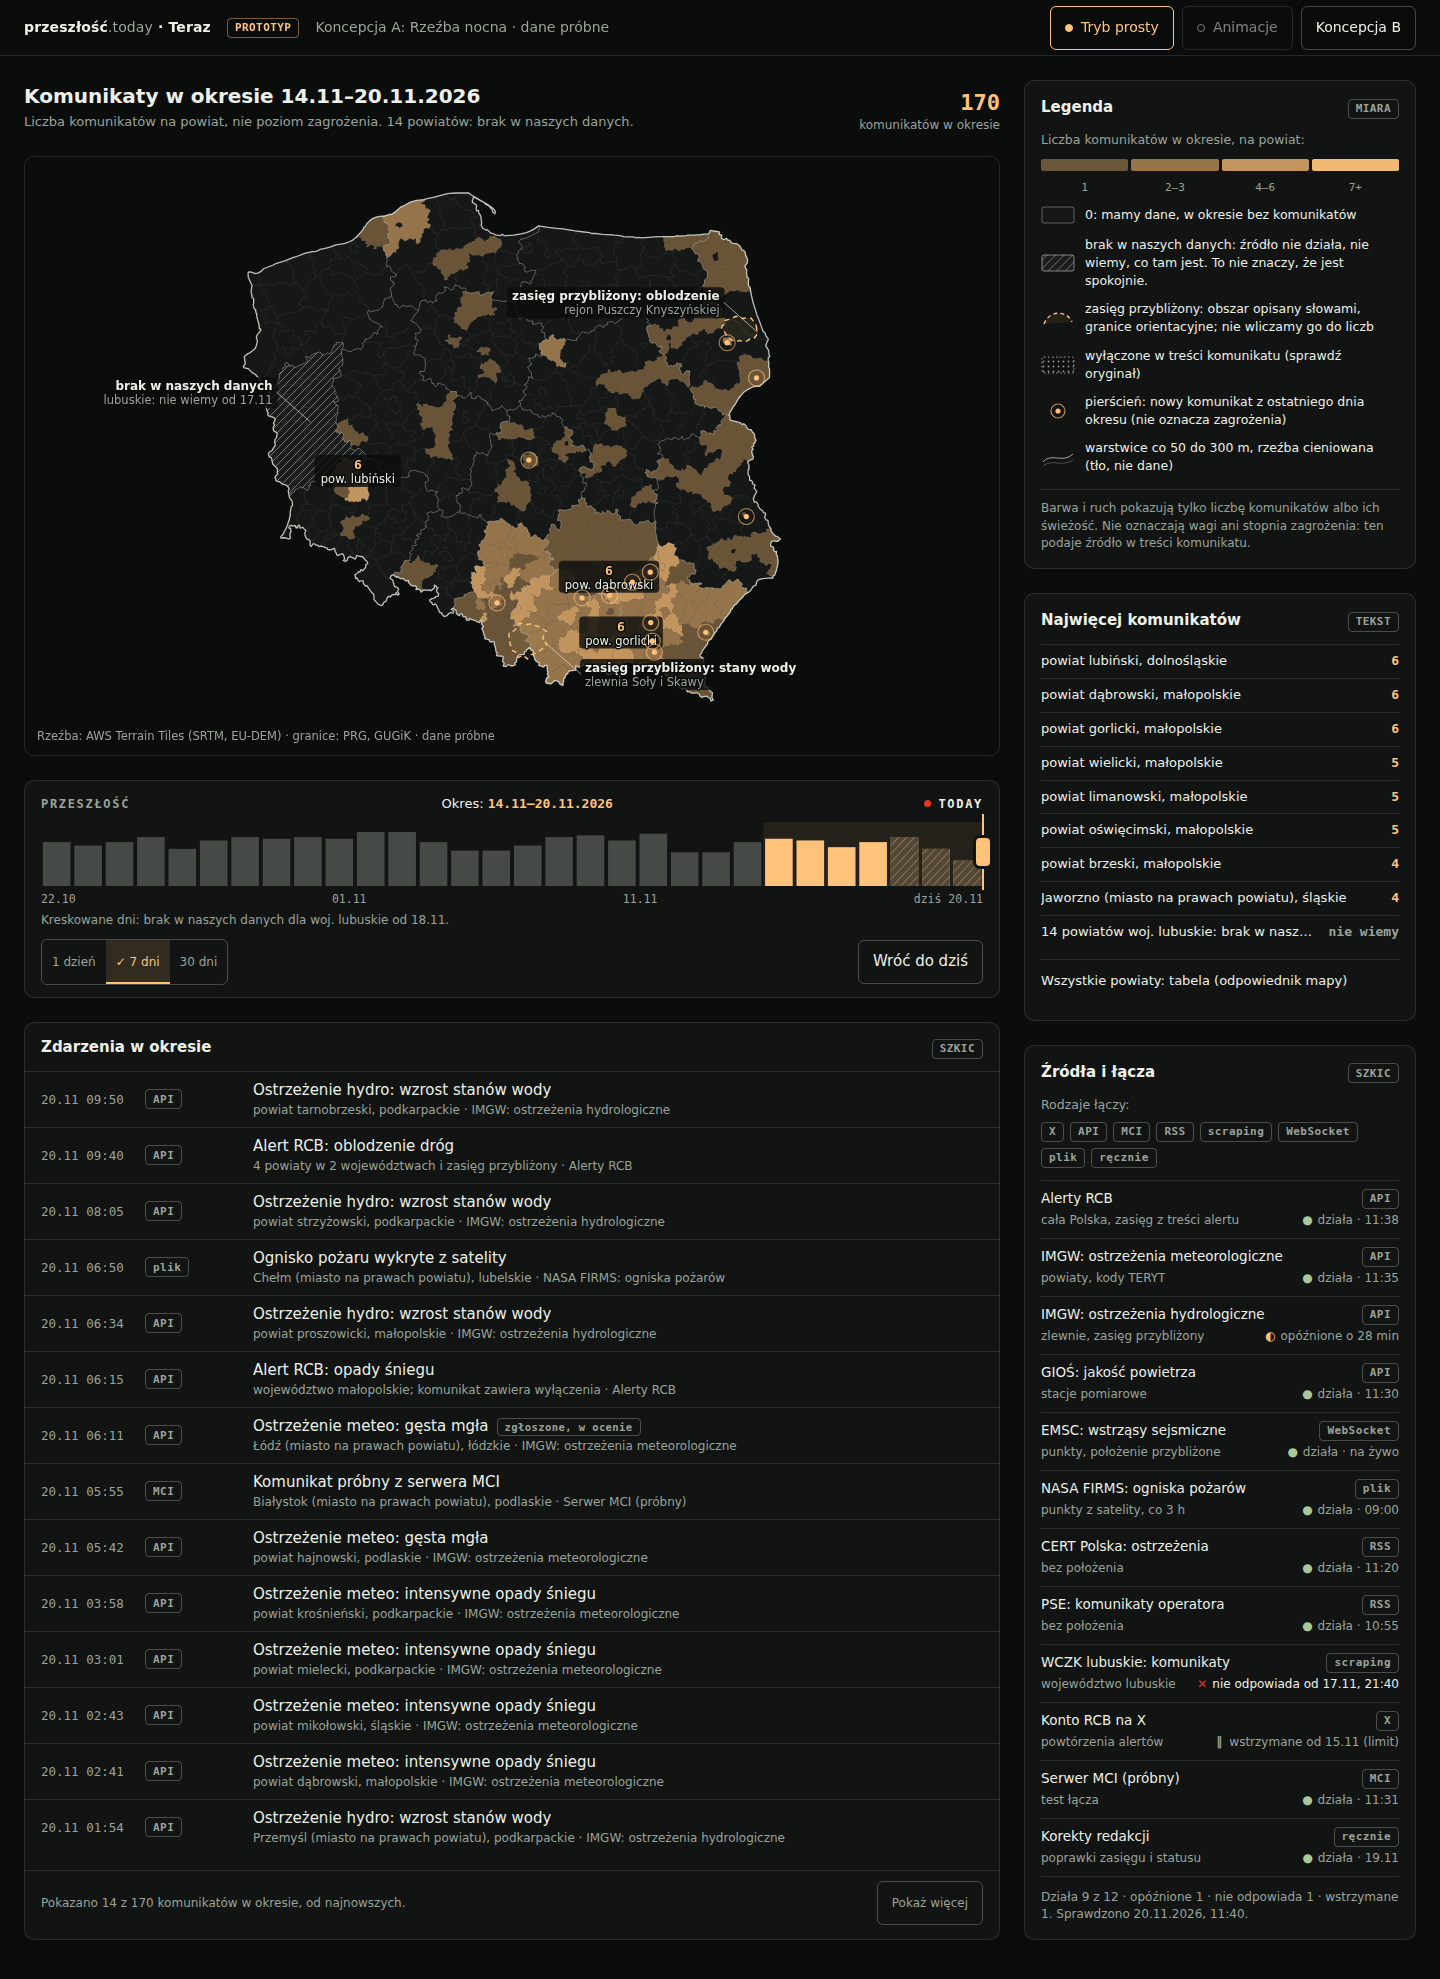 przeszłość.today · Teraz PROTOTYP Koncepcja A: Rzeźba nocna · dane próbne
Tryb prosty
Animacje
Koncepcja B
Komunikaty w okresie 14.11–20.11.2026
Liczba komunikatów na powiat, nie poziom zagrożenia. 14 powiatów: brak w naszych danych.
170
komunikatów w okresie
zasięg przybliżony: oblodzenie
rejon Puszczy Knyszyńskiej
brak w naszych danych
lubuskie: nie wiemy od 17.11
6
pow. lubiński
6
pow. dąbrowski
6
pow. gorlicki
zasięg przybliżony: stany wody
zlewnia Soły i Skawy
Rzeźba: AWS Terrain Tiles (SRTM, EU-DEM) · granice: PRG, GUGiK · dane próbne
PRZESZŁOŚĆ
Okres: 14.11–20.11.2026
TODAY
22.10
01.11
11.11
dziś 20.11
Kreskowane dni: brak w naszych danych dla woj. lubuskie od 18.11.
1 dzień
✓ 7 dni
30 dni
Wróć do dziś
Zdarzenia w okresie
SZKIC
20.11 09:50 API Ostrzeżenie hydro: wzrost stanów wody
powiat tarnobrzeski, podkarpackie · IMGW: ostrzeżenia hydrologiczne
20.11 09:40 API Alert RCB: oblodzenie dróg
4 powiaty w 2 województwach i zasięg przybliżony · Alerty RCB
20.11 08:05 API Ostrzeżenie hydro: wzrost stanów wody
powiat strzyżowski, podkarpackie · IMGW: ostrzeżenia hydrologiczne
20.11 06:50 plik Ognisko pożaru wykryte z satelity
Chełm (miasto na prawach powiatu), lubelskie · NASA FIRMS: ogniska pożarów
20.11 06:34 API Ostrzeżenie hydro: wzrost stanów wody
powiat proszowicki, małopolskie · IMGW: ostrzeżenia hydrologiczne
20.11 06:15 API Alert RCB: opady śniegu
województwo małopolskie; komunikat zawiera wyłączenia · Alerty RCB
20.11 06:11 API Ostrzeżenie meteo: gęsta mgła zgłoszone, w ocenie
Łódź (miasto na prawach powiatu), łódzkie · IMGW: ostrzeżenia meteorologiczne
20.11 05:55 MCI Komunikat próbny z serwera MCI
Białystok (miasto na prawach powiatu), podlaskie · Serwer MCI (próbny)
20.11 05:42 API Ostrzeżenie meteo: gęsta mgła
powiat hajnowski, podlaskie · IMGW: ostrzeżenia meteorologiczne
20.11 03:58 API Ostrzeżenie meteo: intensywne opady śniegu
powiat krośnieński, podkarpackie · IMGW: ostrzeżenia meteorologiczne
20.11 03:01 API Ostrzeżenie meteo: intensywne opady śniegu
powiat mielecki, podkarpackie · IMGW: ostrzeżenia meteorologiczne
20.11 02:43 API Ostrzeżenie meteo: intensywne opady śniegu
powiat mikołowski, śląskie · IMGW: ostrzeżenia meteorologiczne
20.11 02:41 API Ostrzeżenie meteo: intensywne opady śniegu
powiat dąbrowski, małopolskie · IMGW: ostrzeżenia meteorologiczne
20.11 01:54 API Ostrzeżenie hydro: wzrost stanów wody
Przemyśl (miasto na prawach powiatu), podkarpackie · IMGW: ostrzeżenia hydrologiczne
Pokazano 14 z 170 komunikatów w okresie, od najnowszych.
Pokaż więcej
Legenda
MIARA
Liczba komunikatów w okresie, na powiat:
1
2–3
4–6
7+
0: mamy dane, w okresie bez komunikatów
brak w naszych danych: źródło nie działa, nie
wiemy, co tam jest. To nie znaczy, że jest
spokojnie.
zasięg przybliżony: obszar opisany słowami,
granice orientacyjne; nie wliczamy go do liczb
wyłączone w treści komunikatu (sprawdź
oryginał)
pierścień: nowy komunikat z ostatniego dnia
okresu (nie oznacza zagrożenia)
warstwice co 50 do 300 m, rzeźba cieniowana
(tło, nie dane)
Barwa i ruch pokazują tylko liczbę komunikatów albo ich
świeżość. Nie oznaczają wagi ani stopnia zagrożenia: ten
podaje źródło w treści komunikatu.
Najwięcej komunikatów
TEKST
powiat lubiński, dolnośląskie 6
powiat dąbrowski, małopolskie 6
powiat gorlicki, małopolskie 6
powiat wielicki, małopolskie 5
powiat limanowski, małopolskie 5
powiat oświęcimski, małopolskie 5
powiat brzeski, małopolskie 4
Jaworzno (miasto na prawach powiatu), śląskie 4
14 powiatów woj. lubuskie: brak w nasz… nie wiemy
Wszystkie powiaty: tabela (odpowiednik mapy)
Źródła i łącza
SZKIC
Rodzaje łączy:
X API MCI RSS scraping WebSocket
plik ręcznie
Alerty RCB API
cała Polska, zasięg z treści alertu ● działa · 11:38
IMGW: ostrzeżenia meteorologiczne API
powiaty, kody TERYT ● działa · 11:35
IMGW: ostrzeżenia hydrologiczne API
zlewnie, zasięg przybliżony ◐ opóźnione o 28 min
GIOŚ: jakość powietrza API
stacje pomiarowe ● działa · 11:30
EMSC: wstrząsy sejsmiczne WebSocket
punkty, położenie przybliżone ● działa · na żywo
NASA FIRMS: ogniska pożarów plik
punkty z satelity, co 3 h ● działa · 09:00
CERT Polska: ostrzeżenia RSS
bez położenia ● działa · 11:20
PSE: komunikaty operatora RSS
bez położenia ● działa · 10:55
WCZK lubuskie: komunikaty scraping
województwo lubuskie ✕ nie odpowiada od 17.11, 21:40
Konto RCB na X X
powtórzenia alertów ‖ wstrzymane od 15.11 (limit)
Serwer MCI (próbny) MCI
test łącza ● działa · 11:31
Korekty redakcji ręcznie
poprawki zasięgu i statusu ● działa · 19.11
Działa 9 z 12 · opóźnione 1 · nie odpowiada 1 · wstrzymane
1. Sprawdzono 20.11.2026, 11:40.